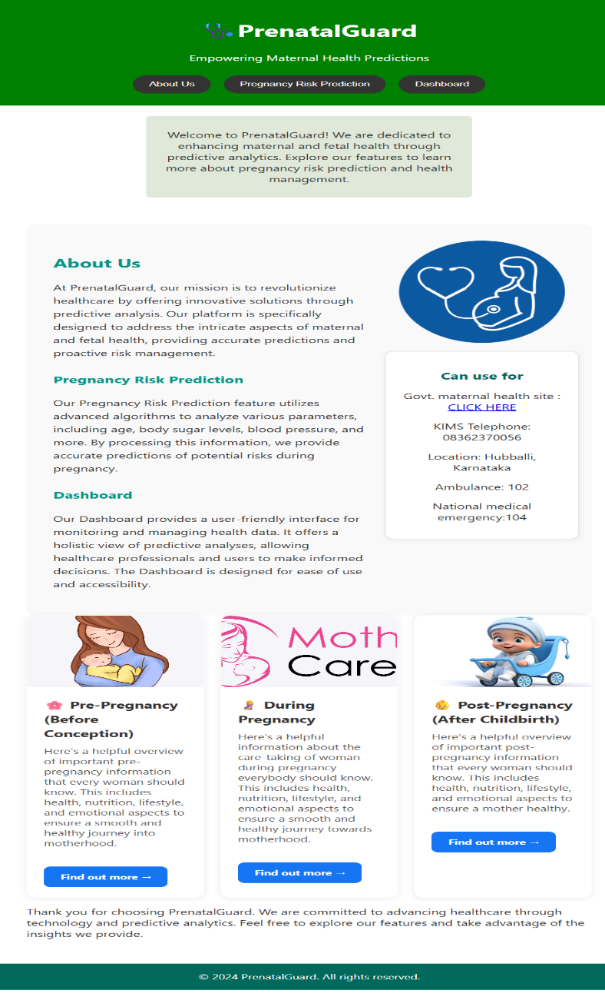 PrenatalGuard
Empowering Maternal Health Predictions
About Us
Pregnancy Risk Prediction
Dashboard
Welcome to PrenatalGuard! We are dedicated to
enhancing maternal and fetal health through
predictive analytics. Explore our features to learn
more about pregnancy risk prediction and health
management.
About Us
At PrenatalGuard, our mission is to revolutionize
healthcare by offering innovative solutions through
predictive analysis. Our platform is specifically
designed to address the intricate aspects of maternal
and fetal health, providing accurate predictions and
proactive risk management.
Pregnancy Risk Prediction
Our Pregnancy Risk Prediction feature utilizes
advanced algorithms to analyze various parameters,
including age, body sugar levels, blood pressure, and
more. By processing this information, we provide
accurate predictions of potential risks during
pregnancy.
Dashboard
Our Dashboard provides a user-friendly interface for
monitoring and managing health data. It offers a
holistic view of predictive analyses, allowing
healthcare professionals and users to make informed
decisions. The Dashboard is designed for ease of use
and accessibility.
Can use for
Govt. maternal health site :
CLICK HERE
KIMS Telephone:
08362370056
Location: Hubballi,
Karnataka
Ambulance: 102
National medical
emergency:104
Pre-Pregnancy
(Before
Conception)
Here's a helpful overview
of important pre-
pregnancy information
that every woman should
know. This includes
health, nutrition, lifestyle,
and emotional aspects to
ensure a smooth and
healthy journey into
motherhood.
Find out more →
Moth
Care
During
Pregnancy
Here's a helpful
information about the
care-taking of woman
during pregnancy
everybody should know.
This includes health,
nutrition, lifestyle, and
emotional aspects to
ensure a smooth and
healthy journey towards
motherhood.
Find out more →
Post-Pregnancy
(After Childbirth)
Here's a helpful overview
of important post-
pregnancy information
that every woman should
know. This includes
health, nutrition, lifestyle,
and emotional aspects to
ensure a mother healthy.
Find out more →
Thank you for choosing PrenatalGuard. We are committed to advancing healthcare through
technology and predictive analytics. Feel free to explore our features and take advantage of the
insights we provide.
© 2024 PrenatalGuard. All rights reserved.